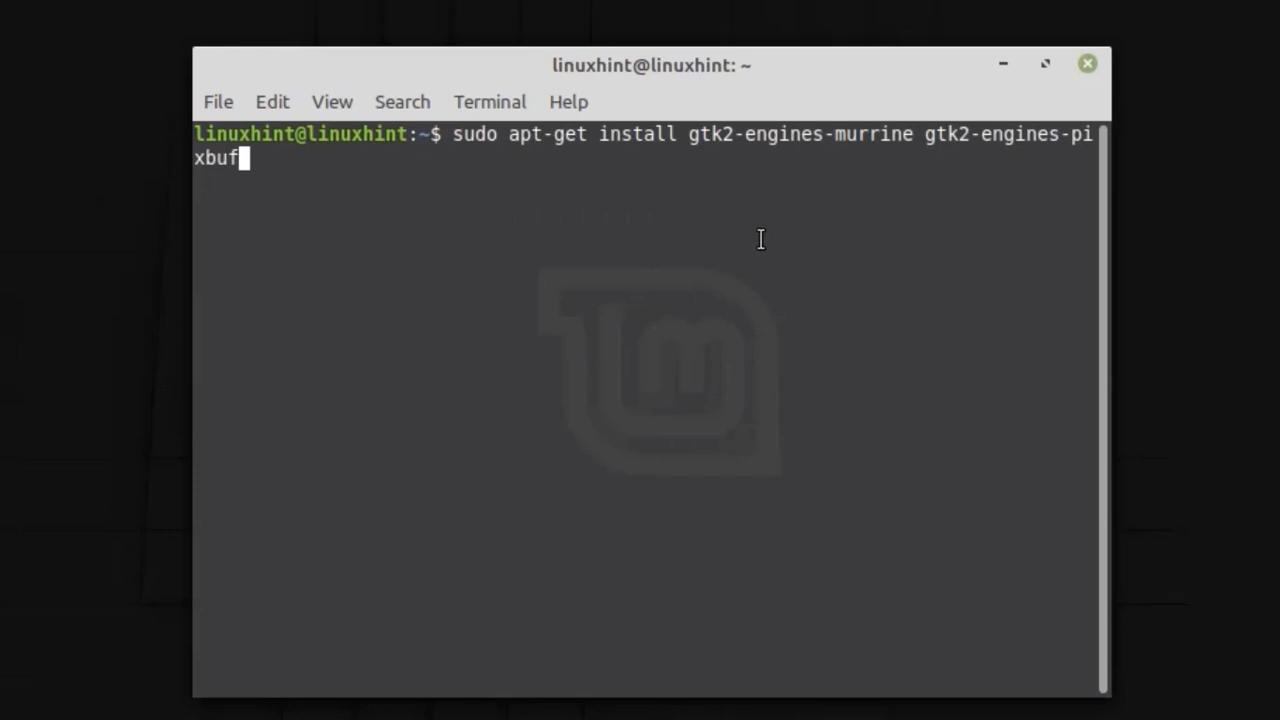 linuxhint@linuxhint: ~
File Edit View Search Terminal Help
linuxhint@linuxhint:~$ sudo apt-get install gtk2-engines-murrine gtk2-engines-pi
xbuf